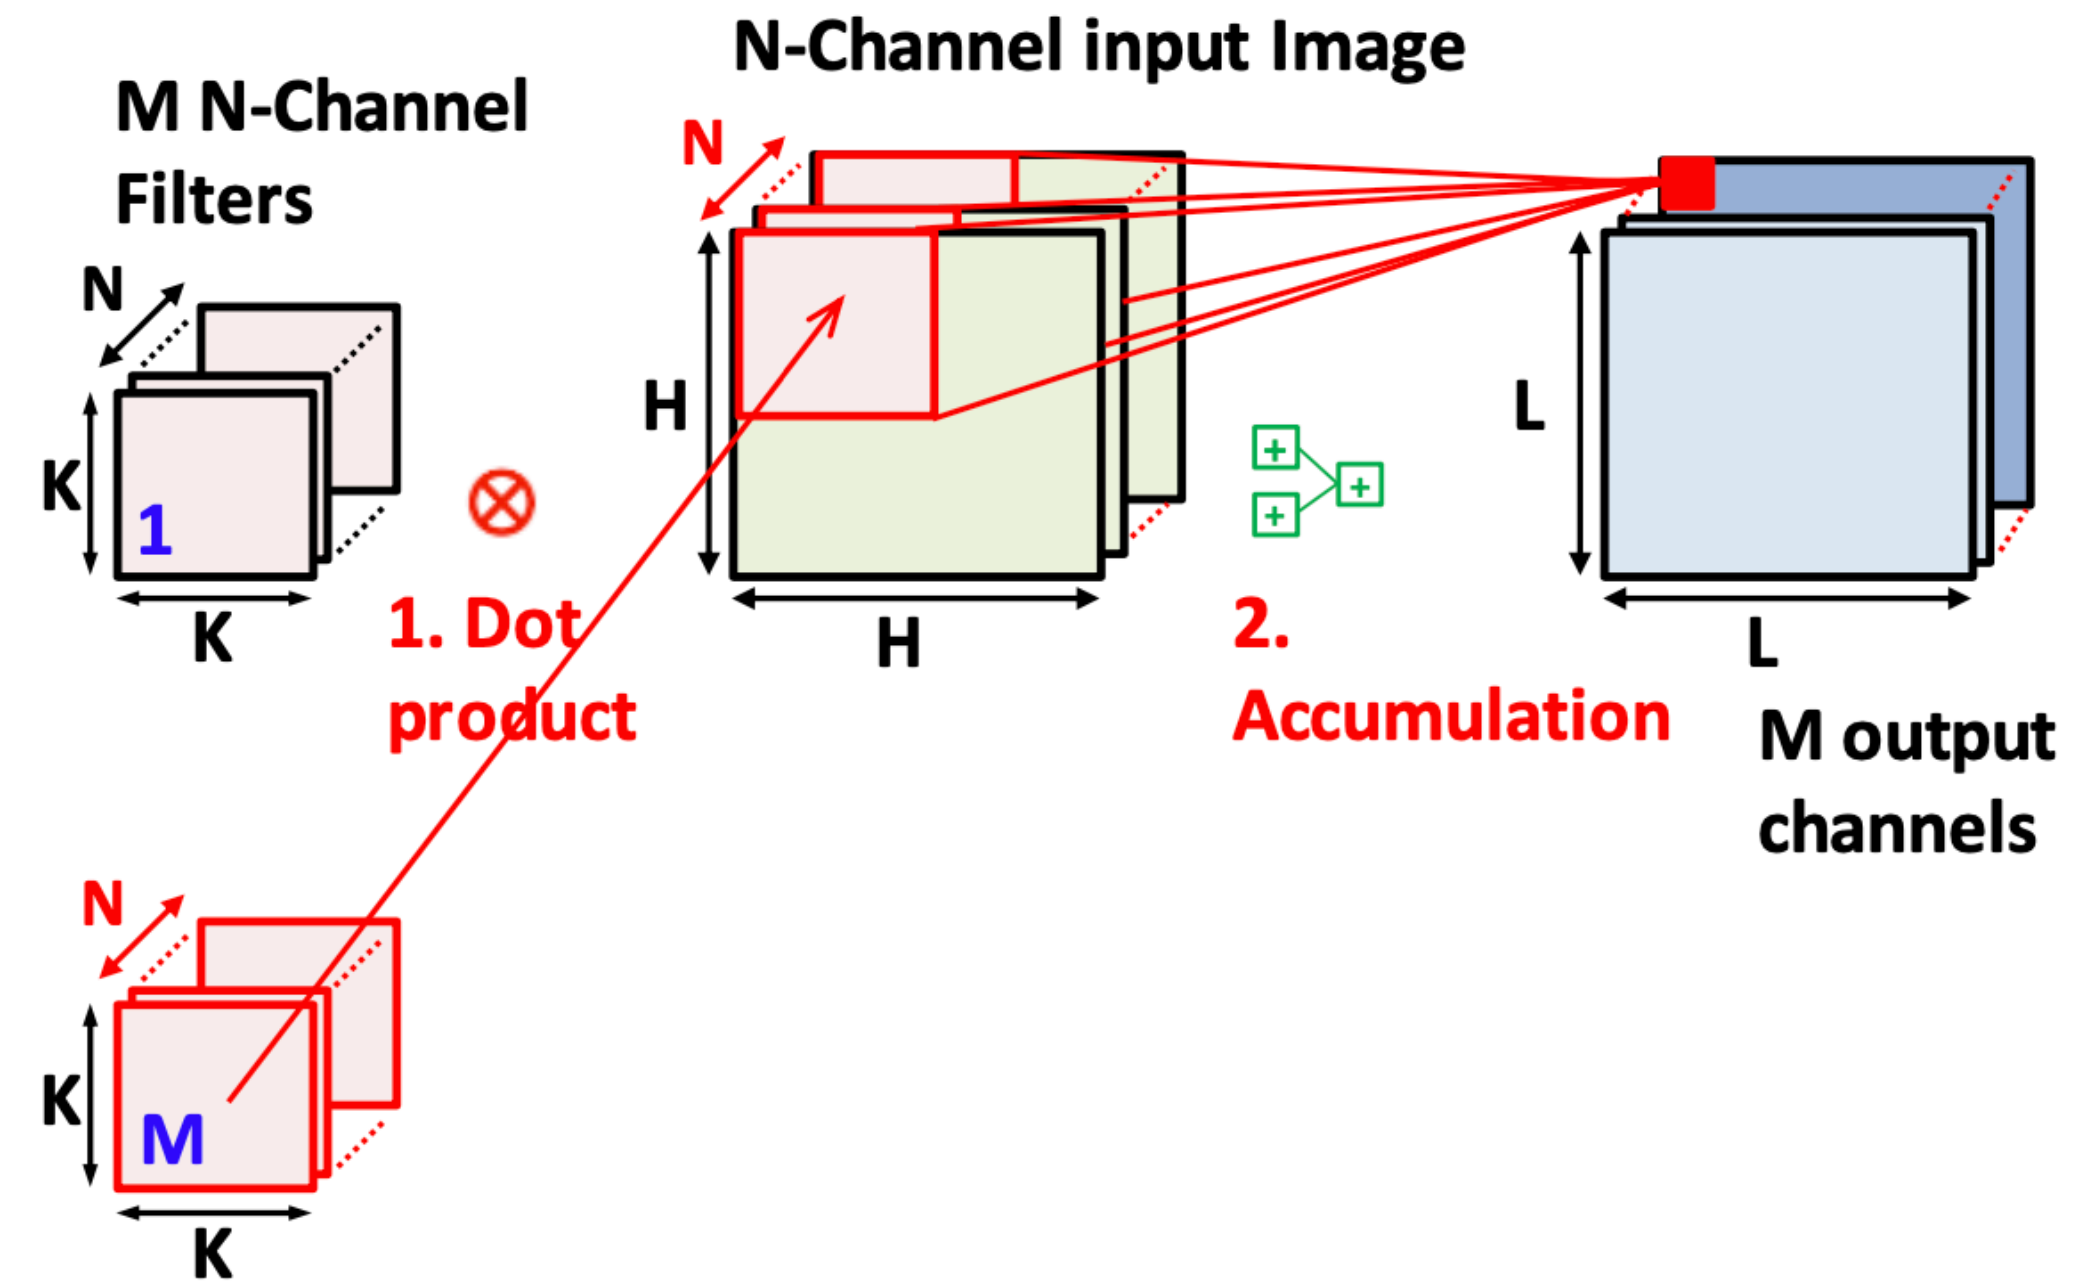 N-Channel input Image
M N-Channel
Filters
N
K
1
K
N
H
H
1. Dot
product
+
+
+
2.
Accumulation
L
L
M output
channels
N
K
M
K